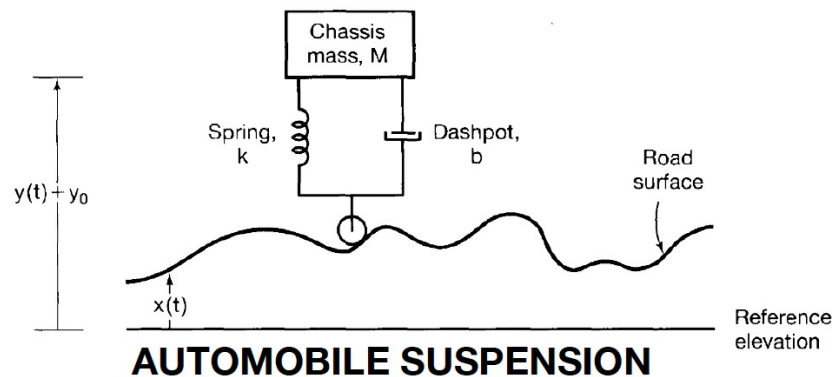 Chassis
mass, M
Spring,
k
Dashpot,
b
Road
surface
y(t) + y₀
x(t)
Reference
elevation
AUTOMOBILE SUSPENSION